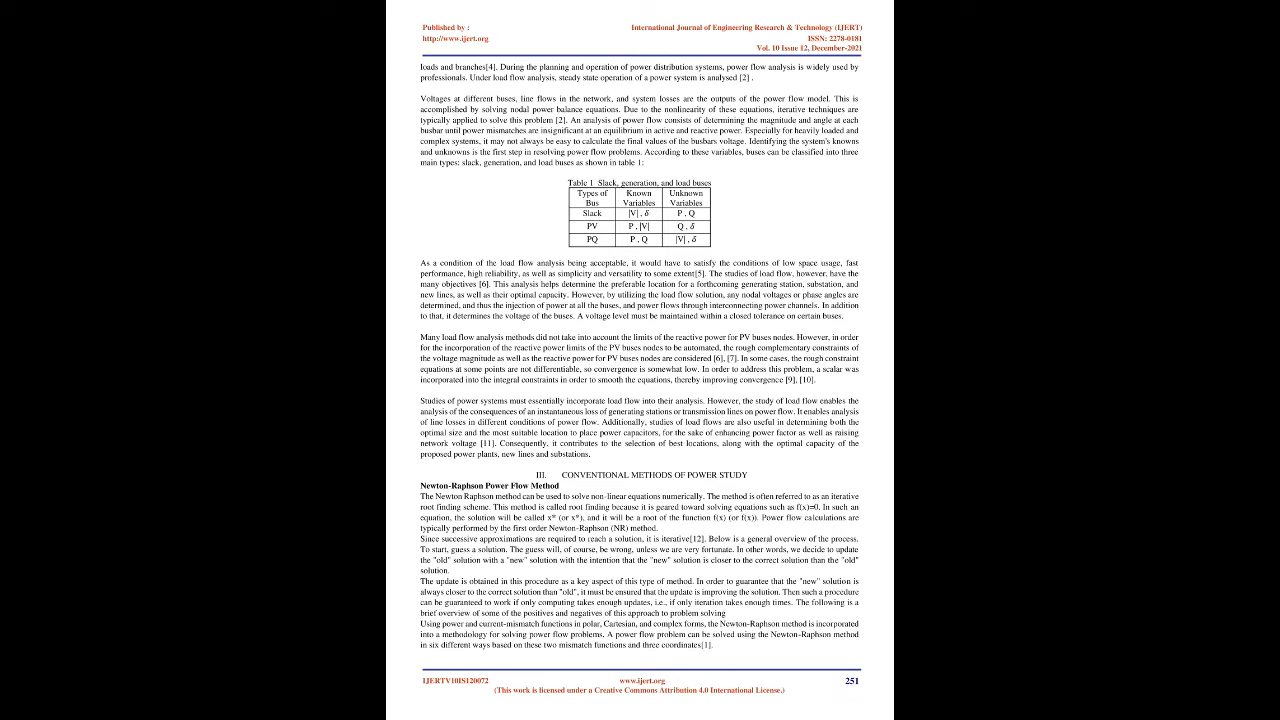 Published by :
International Journal of Engineering Research & Technology (IJERT)
http://www.ijert.org
ISSN: 2278-0181
Vol. 10 Issue 12, December-2021
loads and branches[4]. During the planning and operation of power distribution systems, power flow analysis is widely used by
professionals. Under load flow analysis, steady state operation of a power system is analysed [2] .
Voltages at different buses, line flows in the network, and system losses are the outputs of the power flow model. This is
accomplished by solving nodal power balance equations. Due to the nonlinearity of these equations, iterative techniques are
typically applied to solve this problem [2]. An analysis of power flow consists of determining the magnitude and angle at each
busbar until power mismatches are insignificant at an equilibrium in active and reactive power. Especially for heavily loaded and
complex systems, it may not always be easy to calculate the final values of the busbars voltage. Identifying the system's knowns
and unknowns is the first step in resolving power flow problems. According to these variables, buses can be classified into three
main types: slack, generation, and load buses as shown in table 1:
Table 1 Slack, generation, and load buses
Types of Bus Known Variables Unknown Variables
Slack |V| , δ P , Q
PV P , |V| Q , δ
PQ P , Q |V| , δ
As a condition of the load flow analysis being acceptable, it would have to satisfy the conditions of low space usage, fast
performance, high reliability, as well as simplicity and versatility to some extent[5]. The studies of load flow, however, have the
many objectives [6]. This analysis helps determine the preferable location for a forthcoming generating station, substation, and
new lines, as well as their optimal capacity. However, by utilizing the load flow solution, any nodal voltages or phase angles are
determined, and thus the injection of power at all the buses, and power flows through interconnecting power channels. In addition
to that, it determines the voltage of the buses. A voltage level must be maintained within a closed tolerance on certain buses.
Many load flow analysis methods did not take into account the limits of the reactive power for PV buses nodes. However, in order
for the incorporation of the reactive power limits of the PV buses nodes to be automated, the rough complementary constraints of
the voltage magnitude as well as the reactive power for PV buses nodes are considered [6], [7]. In some cases, the rough constraint
equations at some points are not differentiable, so convergence is somewhat low. In order to address this problem, a scalar was
incorporated into the integral constraints in order to smooth the equations, thereby improving convergence [9], [10].
Studies of power systems must essentially incorporate load flow into their analysis. However, the study of load flow enables the
analysis of the consequences of an instantaneous loss of generating stations or transmission lines on power flow. It enables analysis
of line losses in different conditions of power flow. Additionally, studies of load flows are also useful in determining both the
optimal size and the most suitable location to place power capacitors, for the sake of enhancing power factor as well as raising
network voltage [11]. Consequently, it contributes to the selection of best locations, along with the optimal capacity of the
proposed power plants, new lines and substations.
III. CONVENTIONAL METHODS OF POWER STUDY
Newton-Raphson Power Flow Method
The Newton Raphson method can be used to solve non-linear equations numerically. The method is often referred to as an iterative
root finding scheme. This method is called root finding because it is geared toward solving equations such as f(x)=0. In such an
equation, the solution will be called x* (or x*), and it will be a root of the function f(x) (or f(x)). Power flow calculations are
typically performed by the first order Newton-Raphson (NR) method.
Since successive approximations are required to reach a solution, it is iterative[12]. Below is a general overview of the process.
To start, guess a solution. The guess will, of course, be wrong, unless we are very fortunate. In other words, we decide to update
the "old" solution with a "new" solution with the intention that the "new" solution is closer to the correct solution than the "old"
solution.
The update is obtained in this procedure as a key aspect of this type of method. In order to guarantee that the "new" solution is
always closer to the correct solution than "old", it must be ensured that the update is improving the solution. Then such a procedure
can be guaranteed to work if only computing takes enough updates, i.e., if only iteration takes enough times. The following is a
brief overview of some of the positives and negatives of this approach to problem solving
Using power and current-mismatch functions in polar, Cartesian, and complex forms, the Newton-Raphson method is incorporated
into a methodology for solving power flow problems. A power flow problem can be solved using the Newton-Raphson method
in six different ways based on these two mismatch functions and three coordinates[1].
IJERTV10IS120072
www.ijert.org
251
(This work is licensed under a Creative Commons Attribution 4.0 International License.)